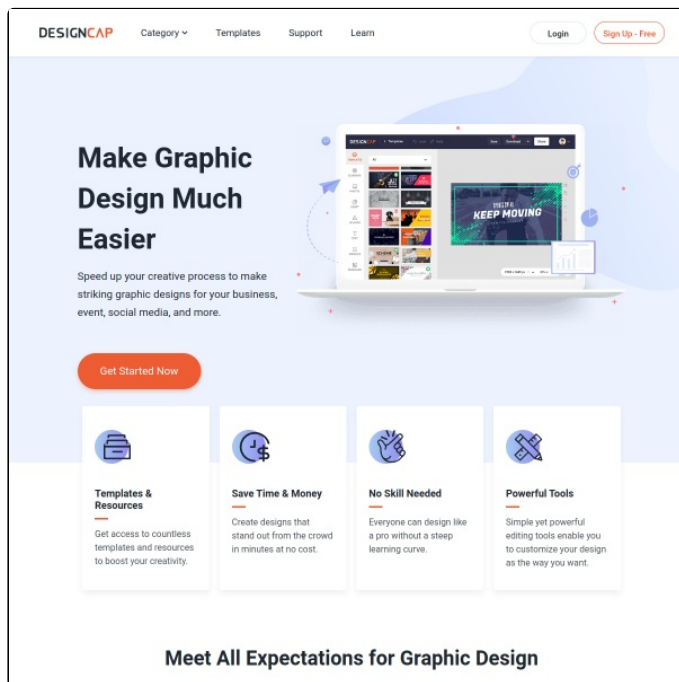 DESIGNCAP
Category
Templates
Support
Learn
Login
Sign Up - Free
Make Graphic
Design Much
Easier
Speed up your creative process to make
striking graphic designs for your business,
event, social media, and more.
Get Started Now
DESIGNCAP
Templates
All
KEEP MOVING
Templates &
Resources
Get access to countless
templates and resources
to boost your creativity.
Save Time & Money
Create designs that
stand out from the crowd
in minutes at no cost.
No Skill Needed
Everyone can design like
a pro without a steep
learning curve.
Powerful Tools
Simple yet powerful
editing tools enable you
to customize your design
as the way you want.
Meet All Expectations for Graphic Design